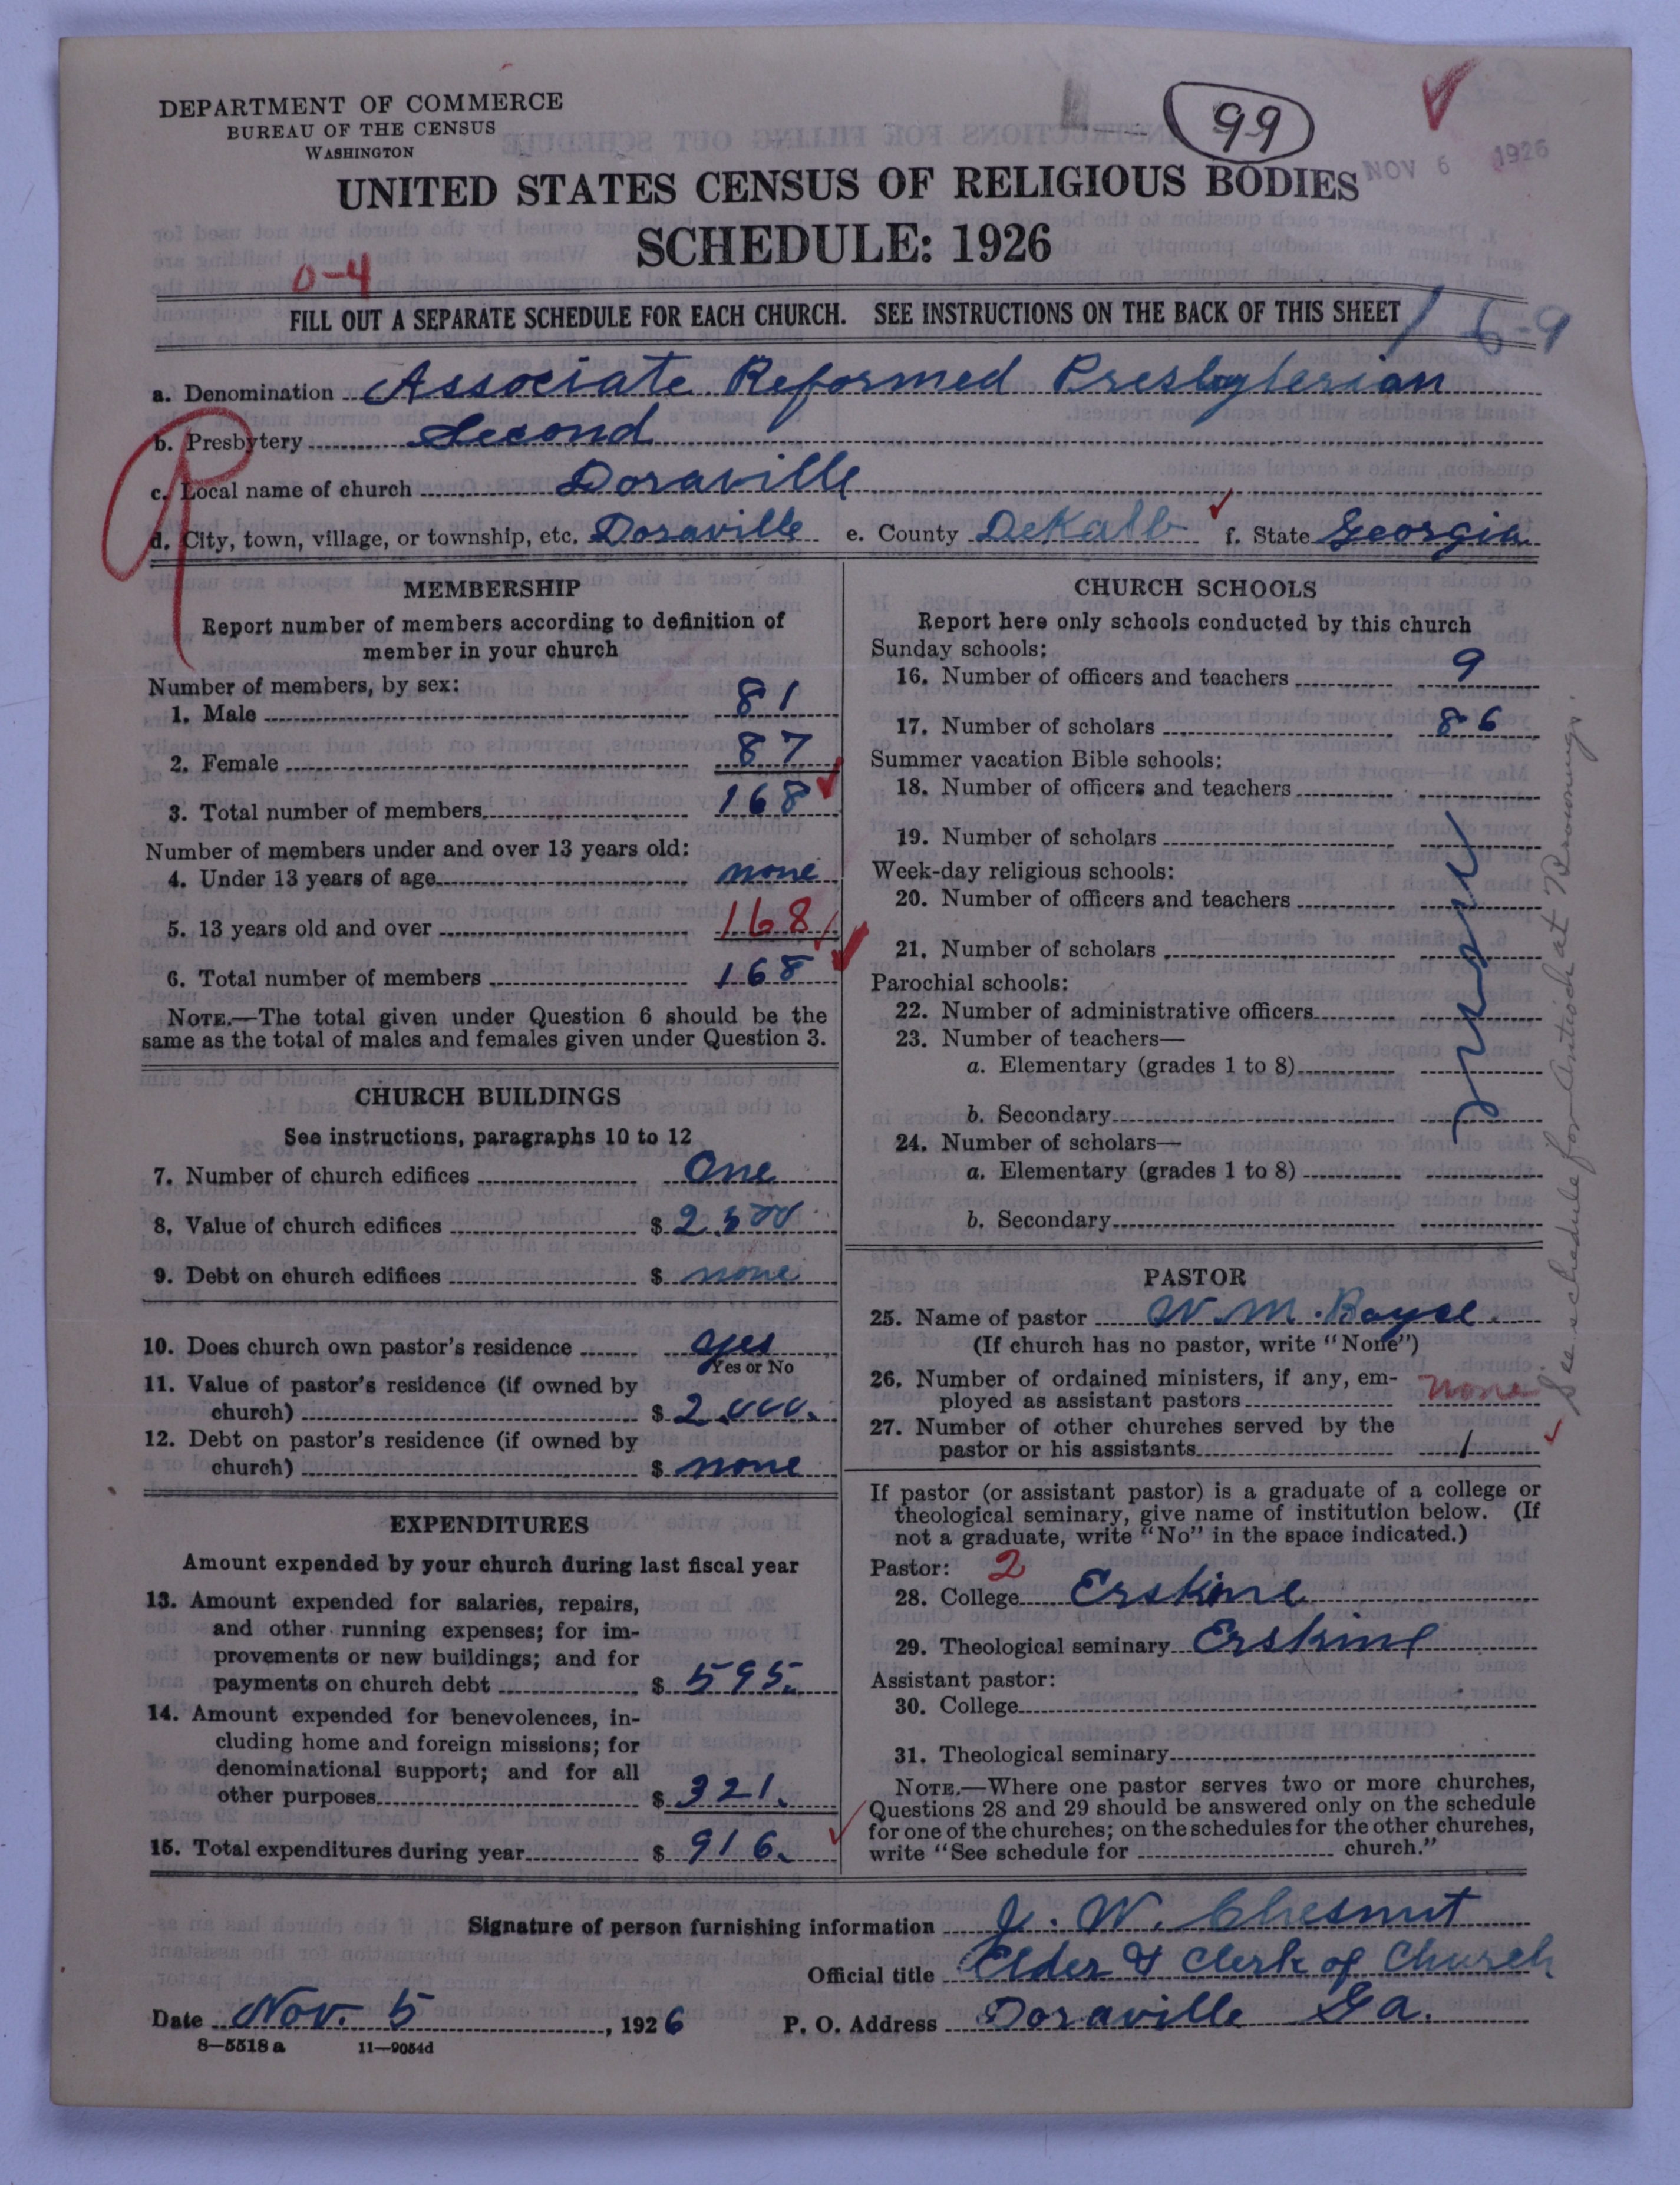 DEPARTMENT OF COMMERCE
BUREAU OF THE CENSUS
WASHINGTON
99
NOV 6 1926
UNITED STATES CENSUS OF RELIGIOUS BODIES
SCHEDULE: 1926
0-4
FILL OUT A SEPARATE SCHEDULE FOR EACH CHURCH. SEE INSTRUCTIONS ON THE BACK OF THIS SHEET
1 6-9
a. Denomination Associate Reformed Presbyterian
b. Presbytery Second
c. Local name of church Doraville
d. City, town, village, or township, etc. Doraville e. County DeKalb f. State Georgia
MEMBERSHIP
Report number of members according to definition of
member in your church
Number of members, by sex:
1. Male 81
2. Female 87
3. Total number of members 168
Number of members under and over 13 years old:
4. Under 13 years of age none
5. 13 years old and over 168
6. Total number of members 168
NOTE.—The total given under Question 6 should be the
same as the total of males and females given under Question 3.
CHURCH BUILDINGS
See instructions, paragraphs 10 to 12
7. Number of church edifices One
8. Value of church edifices $ 2.500
9. Debt on church edifices $ none
10. Does church own pastor's residence yes
Yes or No
11. Value of pastor's residence (if owned by
church) $ 2.000.
12. Debt on pastor's residence (if owned by
church) $ none
EXPENDITURES
Amount expended by your church during last fiscal year
13. Amount expended for salaries, repairs,
and other running expenses; for im-
provements or new buildings; and for
payments on church debt $ 595.
14. Amount expended for benevolences, in-
cluding home and foreign missions; for
denominational support; and for all
other purposes $ 321.
15. Total expenditures during year $ 916.
CHURCH SCHOOLS
Report here only schools conducted by this church
Sunday schools:
16. Number of officers and teachers 9
17. Number of scholars 86
Summer vacation Bible schools:
18. Number of officers and teachers
19. Number of scholars
Week-day religious schools:
20. Number of officers and teachers
21. Number of scholars
Parochial schools:
22. Number of administrative officers
23. Number of teachers—
a. Elementary (grades 1 to 8)
b. Secondary
24. Number of scholars—
a. Elementary (grades 1 to 8)
b. Secondary
none
PASTOR
25. Name of pastor W. M. Boyce
(If church has no pastor, write "None")
26. Number of ordained ministers, if any, em-
ployed as assistant pastors none
27. Number of other churches served by the
pastor or his assistants 1
If pastor (or assistant pastor) is a graduate of a college or
theological seminary, give name of institution below. (If
not a graduate, write "No" in the space indicated.)
Pastor: 2
28. College Erskine
29. Theological seminary Erskine
Assistant pastor:
30. College
31. Theological seminary
NOTE.—Where one pastor serves two or more churches,
Questions 28 and 29 should be answered only on the schedule
for one of the churches; on the schedules for the other churches,
write "See schedule for church."
See schedule for Antioch at
Signature of person furnishing information J. W. Chesnut
Official title Elder & Clerk of Church
Date Nov. 5, 1926 P. O. Address Doraville Ga.
8—5518 a 11—9054d